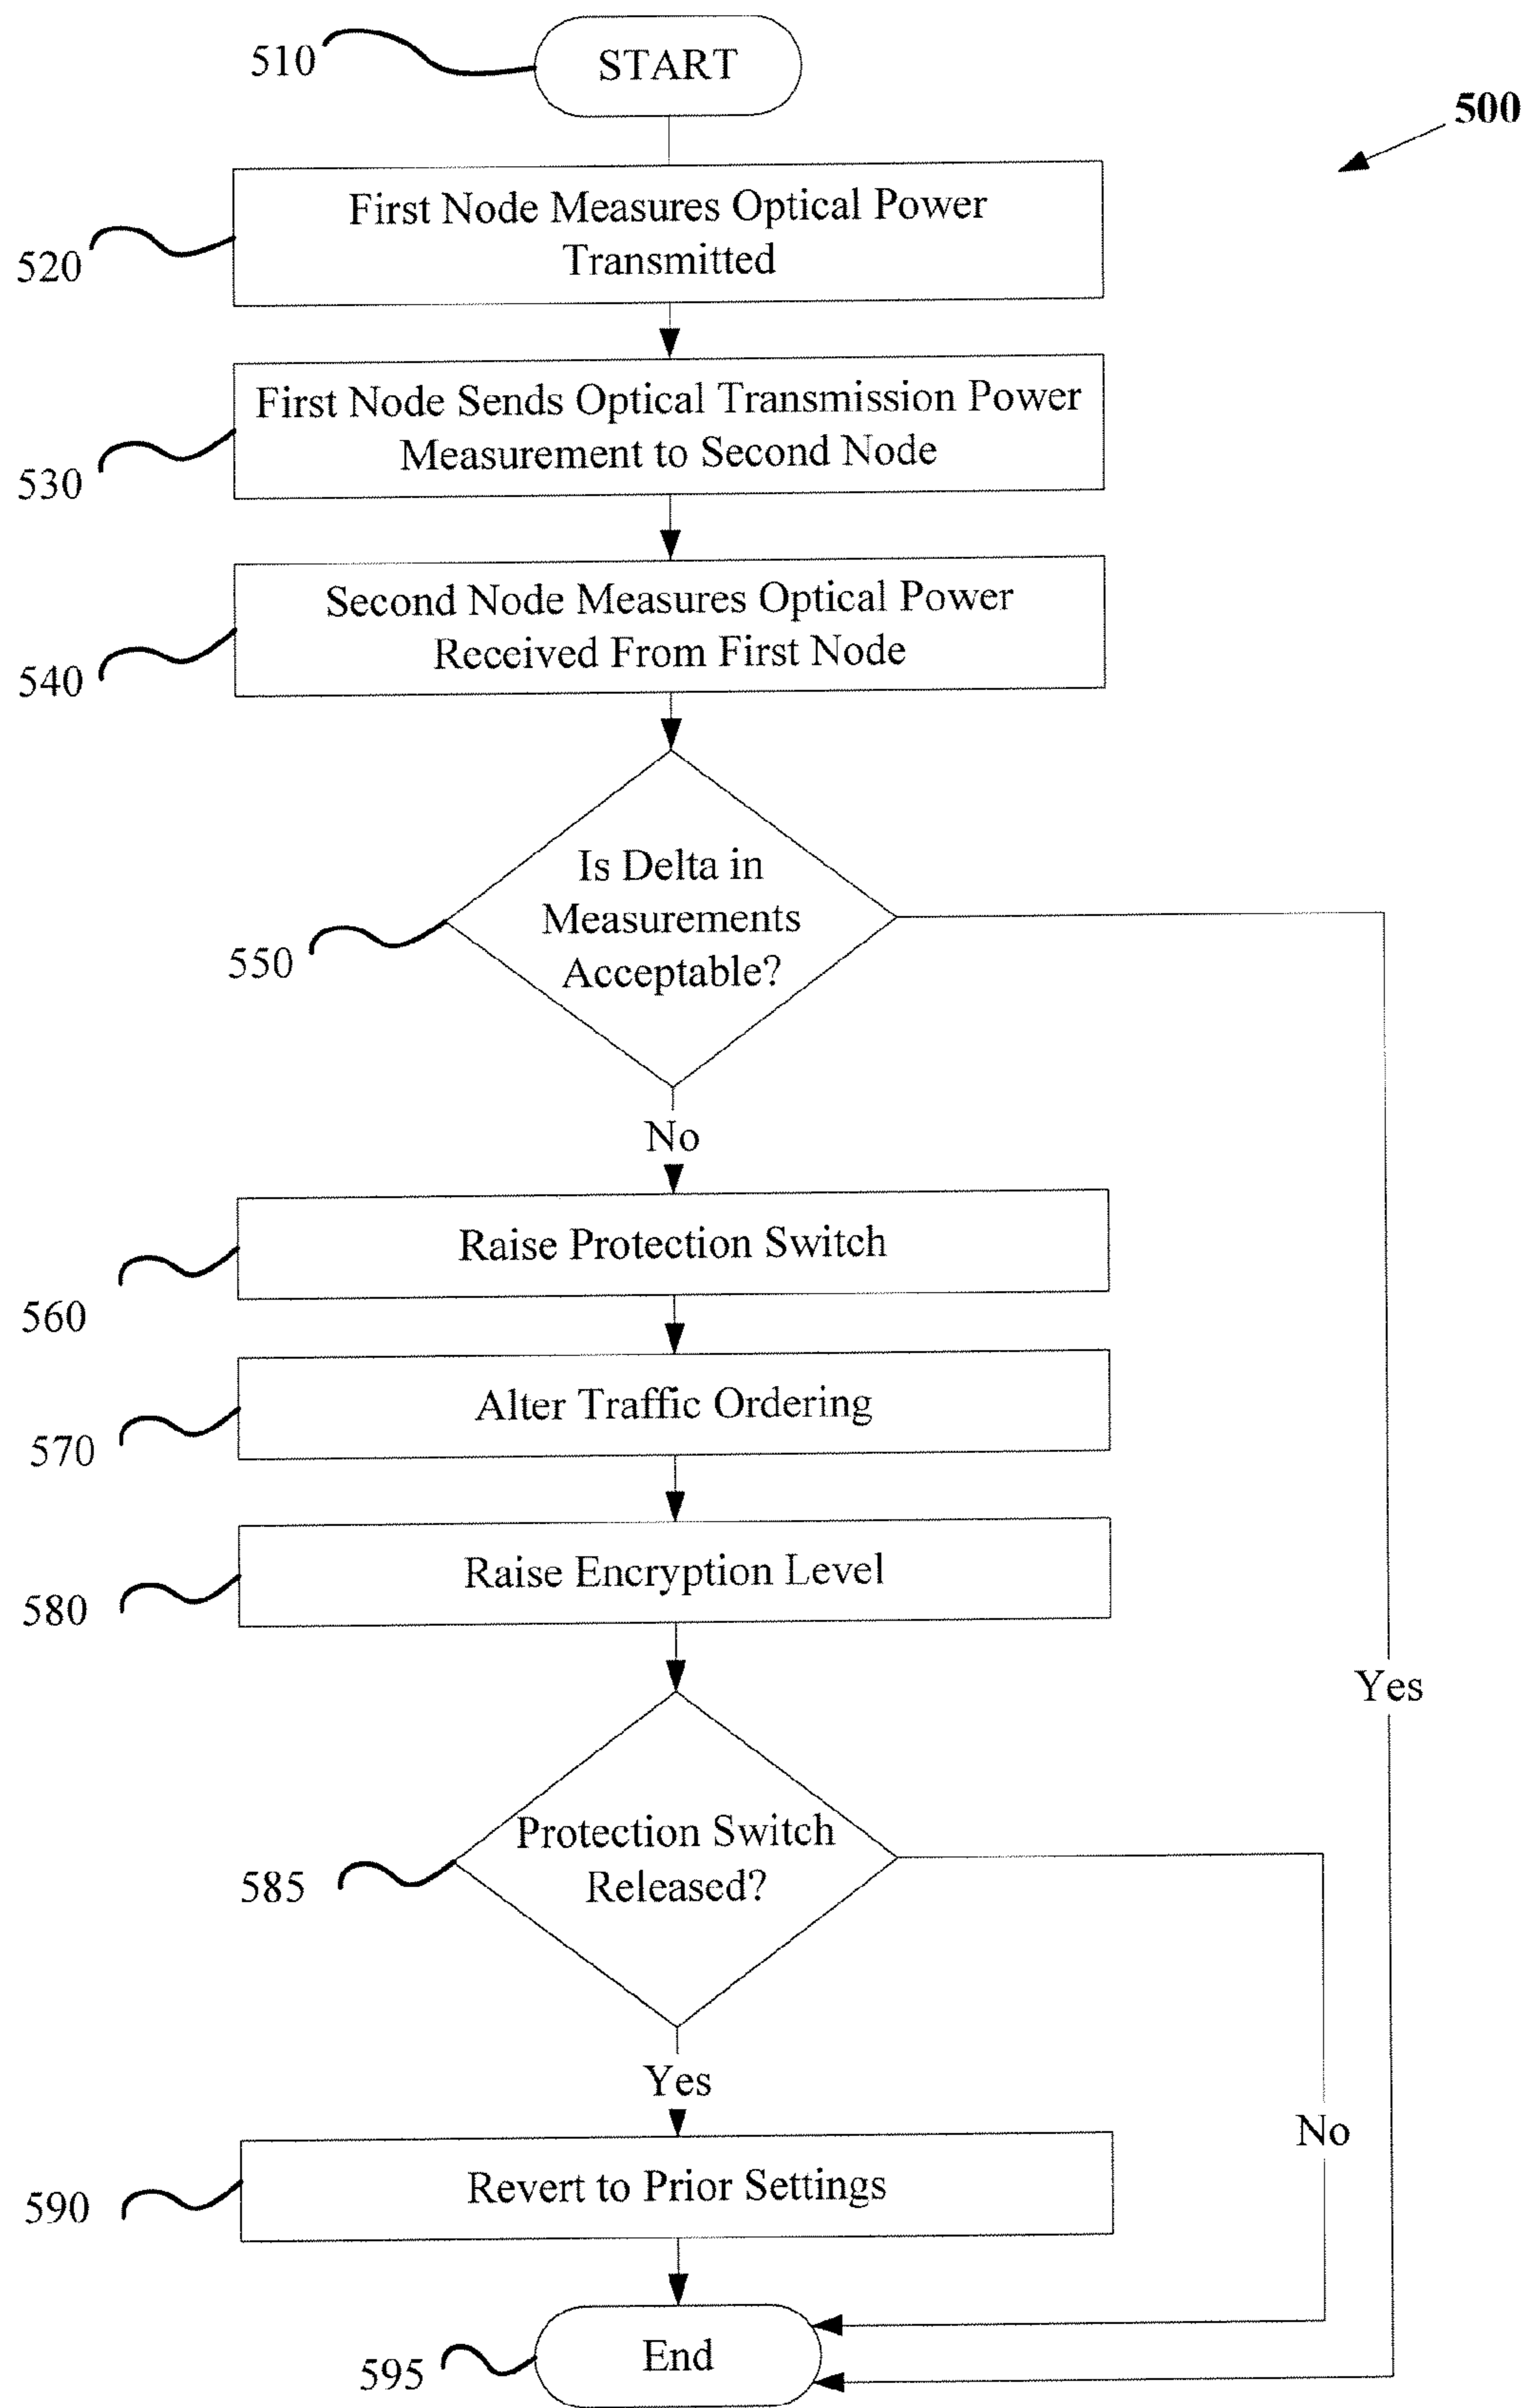 510
START
500
First Node Measures Optical Power
Transmitted
520
First Node Sends Optical Transmission Power
Measurement to Second Node
530
Second Node Measures Optical Power
Received From First Node
540
Is Delta in
Measurements
Acceptable?
550
No
Raise Protection Switch
560
Alter Traffic Ordering
570
Raise Encryption Level
580
Yes
Protection Switch
Released?
585
Yes
No
Revert to Prior Settings
590
End
595